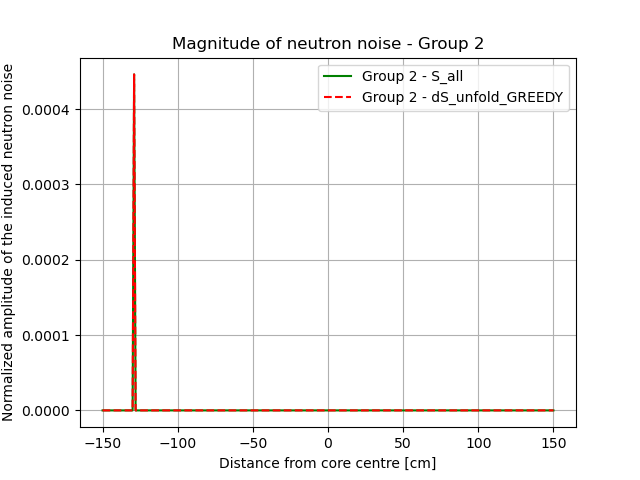 Magnitude of neutron noise - Group 2
Group 2 - S_all
Group 2 - dS_unfold_GREEDY
Normalized amplitude of the induced neutron noise
0.0004
0.0003
0.0002
0.0001
0.0000
−150 −100 −50 0 50 100 150
Distance from core centre [cm]